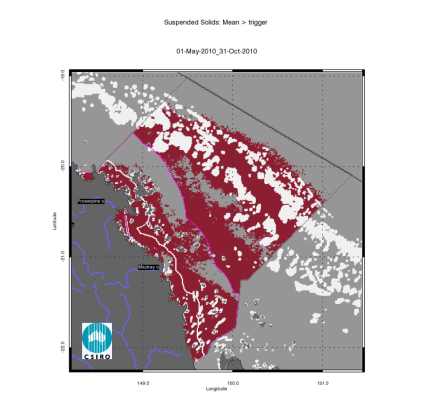 Suspended Solids: Mean > trigger
01-May-2010_31-Oct-2010
-19.0
-20.0
Proserpine o
Latitude
-21.0
Mackay o
CSIRO
-22.0
149.0 150.0 151.0
Longitude